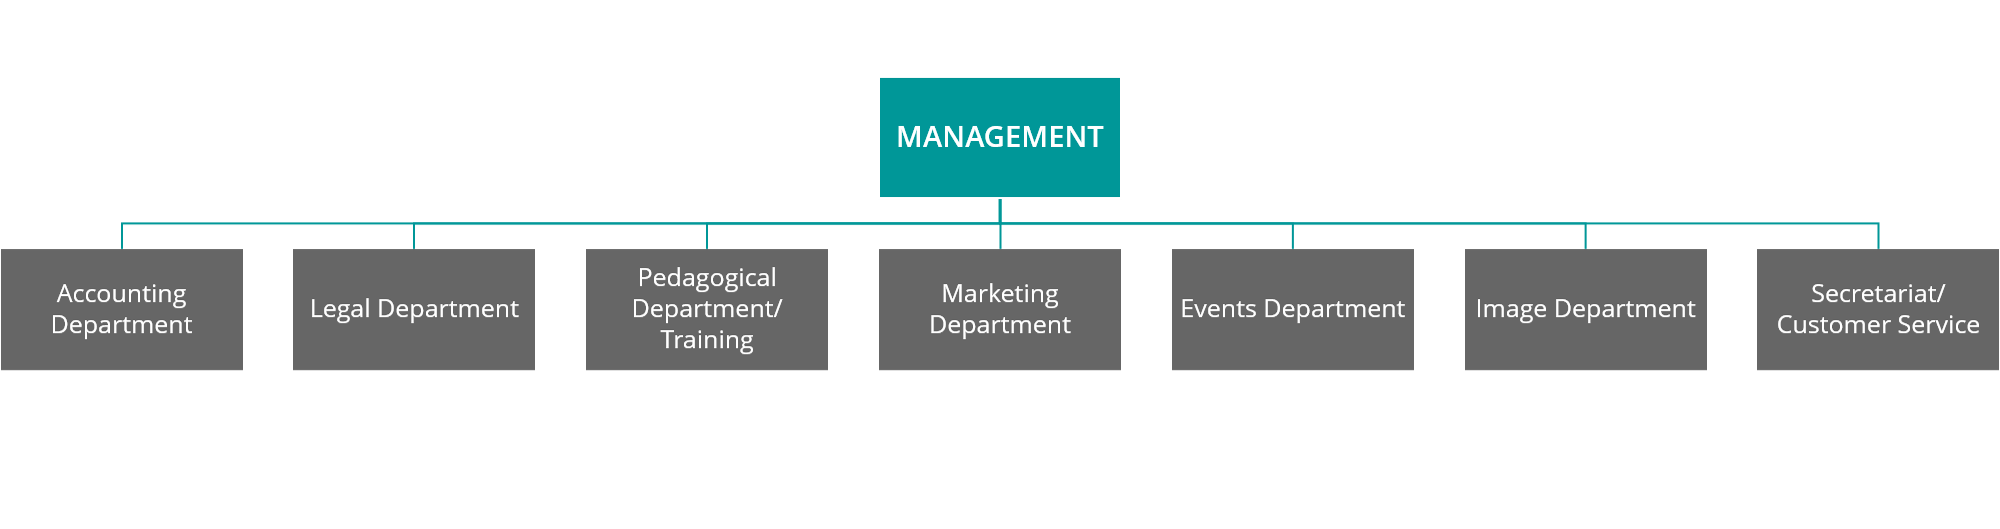 MANAGEMENT
Accounting
Department
Legal Department
Pedagogical
Department/
Training
Marketing
Department
Events Department
Image Department
Secretariat/
Customer Service